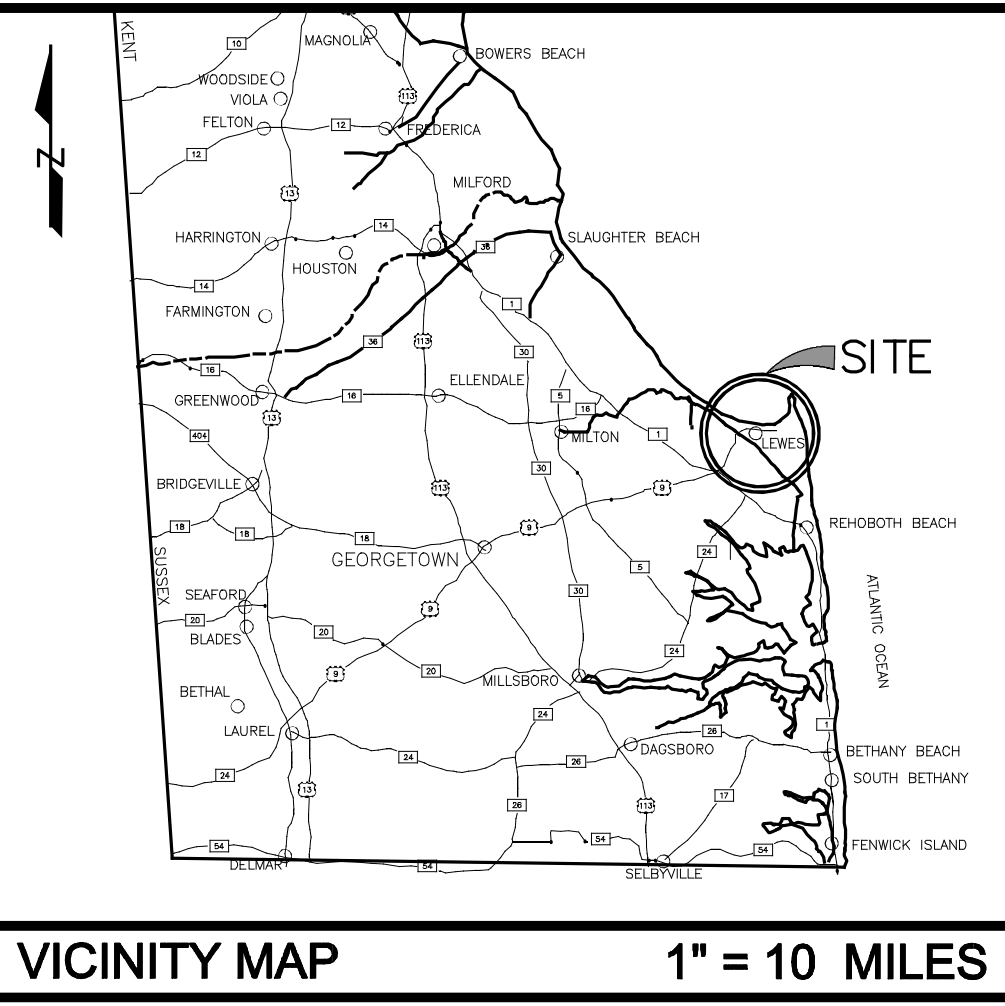 KENT
MAGNOLIA
10
BOWERS BEACH
WOODSIDE
VIOLA
113
FELTON
12
FREDERICA
12
N
MILFORD
13
14
HARRINGTON
SLAUGHTER BEACH
36
HOUSTON
14
1
FARMINGTON
36
113
30
SITE
16
ELLENDALE
GREENWOOD
16
5
16
13
404
MILTON
1
LEWES
30
BRIDGEVILLE
113
9
REHOBOTH BEACH
18
18
18
9
GEORGETOWN
24
SUSSEX
5
ATLANTIC OCEAN
SEAFORD
30
9
20
20
BLADES
24
9
20
MILLSBORO
BETHAL
24
LAUREL
1
26
DAGSBORO
BETHANY BEACH
24
26
24
SOUTH BETHANY
13
17
26
113
54
54
54
FENWICK ISLAND
DELMAR
54
SELBYVILLE
VICINITY MAP
1" = 10 MILES